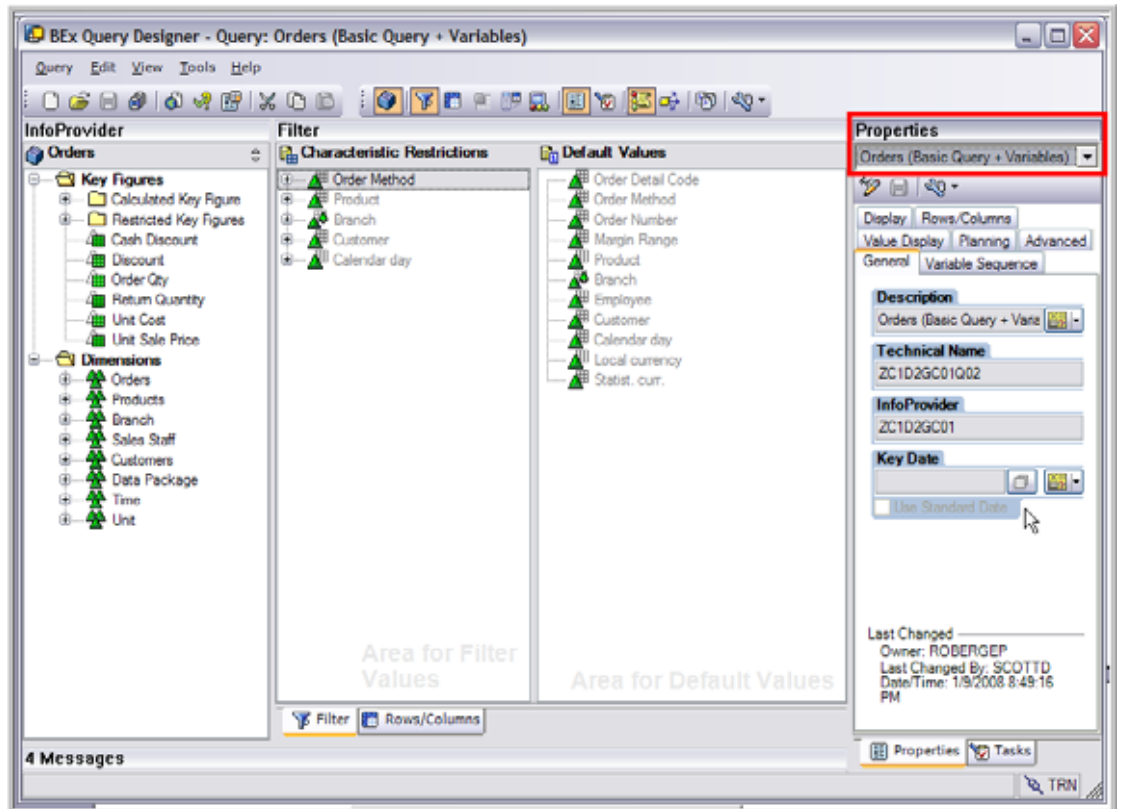 BEx Query Designer - Query: Orders (Basic Query + Variables)
Query Edit View Tools Help
InfoProvider
Orders
Key Figures
Calculated Key Figure
Restricted Key Figures
Cash Discount
Discount
Order Qty
Return Quantity
Unit Cost
Unit Sale Price
Dimensions
Orders
Products
Branch
Sales Staff
Customers
Data Package
Time
Unit
Filter
Characteristic Restrictions
Order Method
Product
Branch
Customer
Calendar day
Area for Filter
Values
Default Values
Order Detail Code
Order Method
Order Number
Margin Range
Product
Branch
Employee
Customer
Calendar day
Local currency
Statist. curr.
Area for Default Values
Filter Rows/Columns
Properties
Orders (Basic Query + Variables)
Display Rows/Columns
Value Display Planning Advanced
General Variable Sequence
Description
Orders (Basic Query + Varia
Technical Name
ZC1D2GC01Q02
InfoProvider
ZC1D2GC01
Key Date
Use Standard Date
Last Changed
Owner: ROBERGEP
Last Changed By: SCOTTD
Date/Time: 1/9/2008 8:49:16
PM
Properties Tasks
4 Messages
TRN